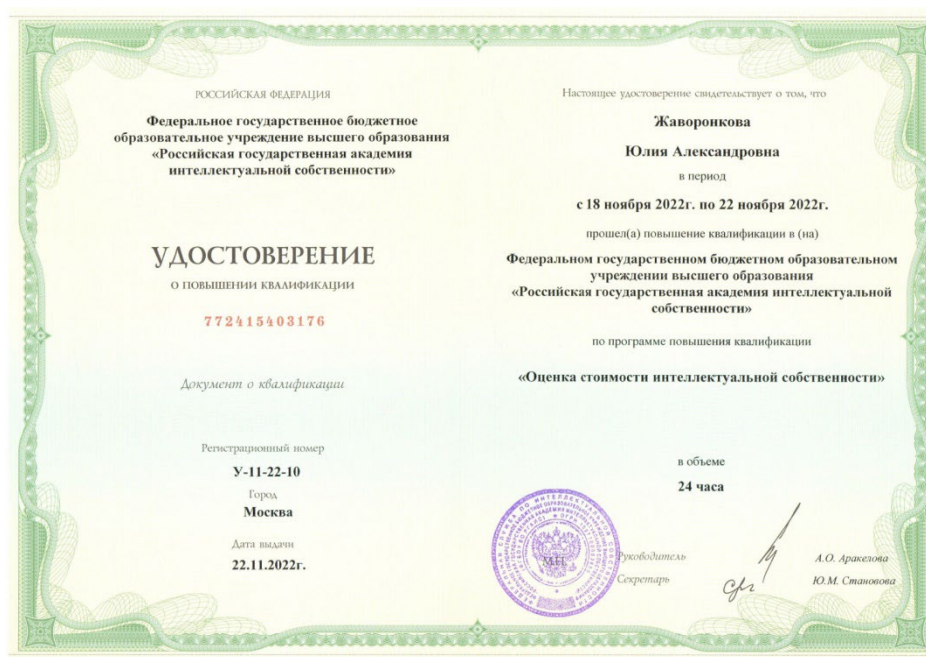 РОССИЙСКАЯ ФЕДЕРАЦИЯ
Федеральное государственное бюджетное
образовательное учреждение высшего образования
«Российская государственная академия
интеллектуальной собственности»
УДОСТОВЕРЕНИЕ
О ПОВЫШЕНИИ КВАЛИФИКАЦИИ
772415403176
Документ о квалификации
Регистрационный номер
У-11-22-10
Город
Москва
Дата выдачи
22.11.2022г.
Настоящее удостоверение свидетельствует о том, что
Жаворонкова
Юлия Александровна
в период
с 18 ноября 2022г. по 22 ноября 2022г.
прошел(а) повышение квалификации в (на)
Федеральном государственном бюджетном образовательном
учреждении высшего образования
«Российская государственная академия интеллектуальной
собственности»
по программе повышения квалификации
«Оценка стоимости интеллектуальной собственности»
в объеме
24 часа
М.П.
Руководитель
А.О. Аракелова
Секретарь
Ю.М. Становова